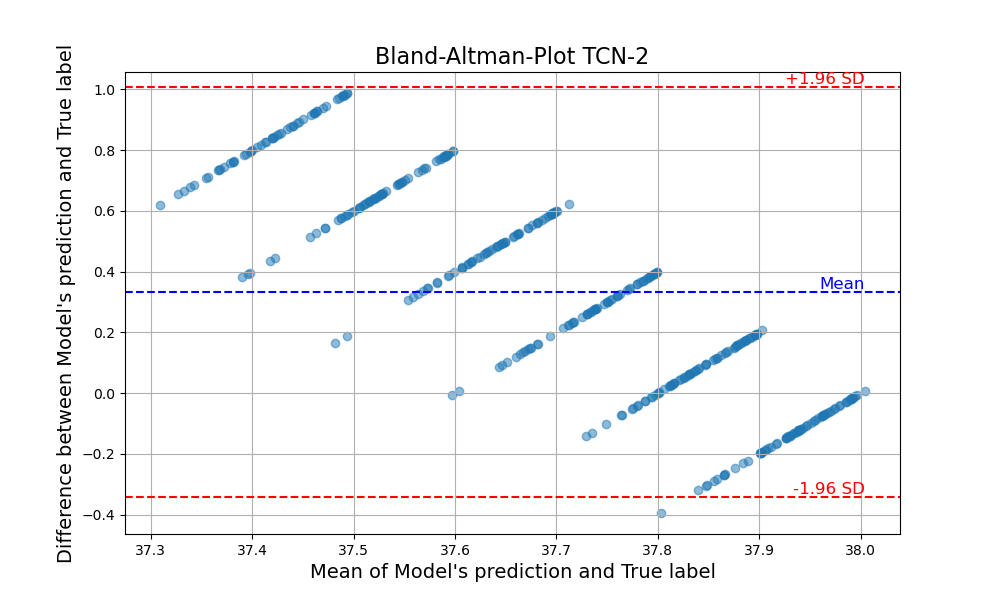 Bland-Altman-Plot TCN-2
Difference between Model's prediction and True label
1.0
0.8
0.6
0.4
0.2
0.0
−0.2
−0.4
+1.96 SD
Mean
-1.96 SD
37.3 37.4 37.5 37.6 37.7 37.8 37.9 38.0
Mean of Model's prediction and True label